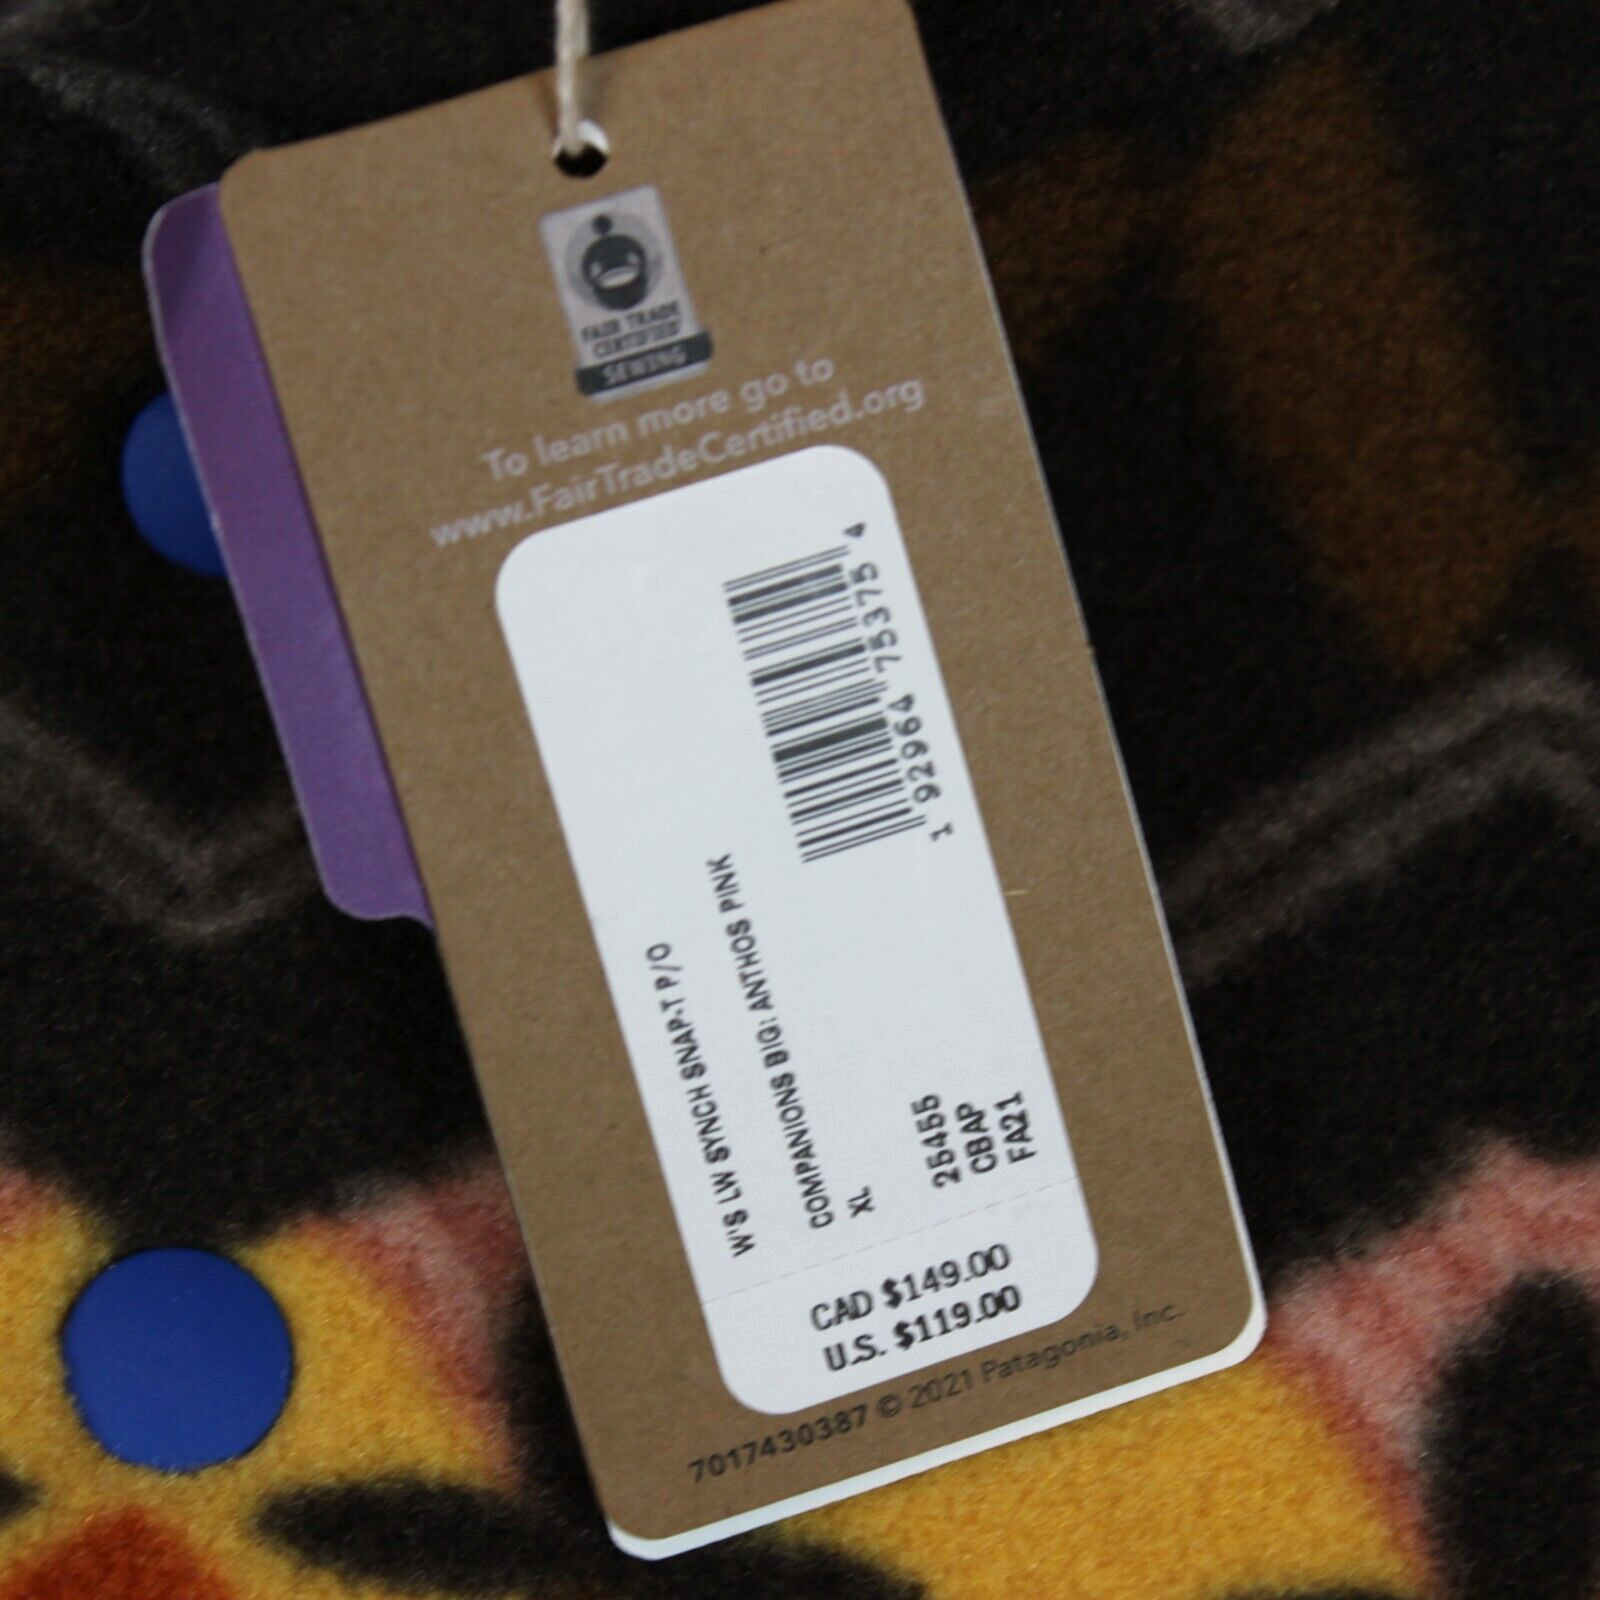 FAIR TRADE
CERTIFIED
SEWING
To learn more go to
www.FairTradeCertified.org
1 92964 75375 4
W'S LW SYNCH SNAP-T P/O
COMPANIONS BIG: ANTHOS PINK
XL
25455
CBAP
FA21
CAD $149.00
U.S. $119.00
7017430387 © 2021 Patagonia, Inc.